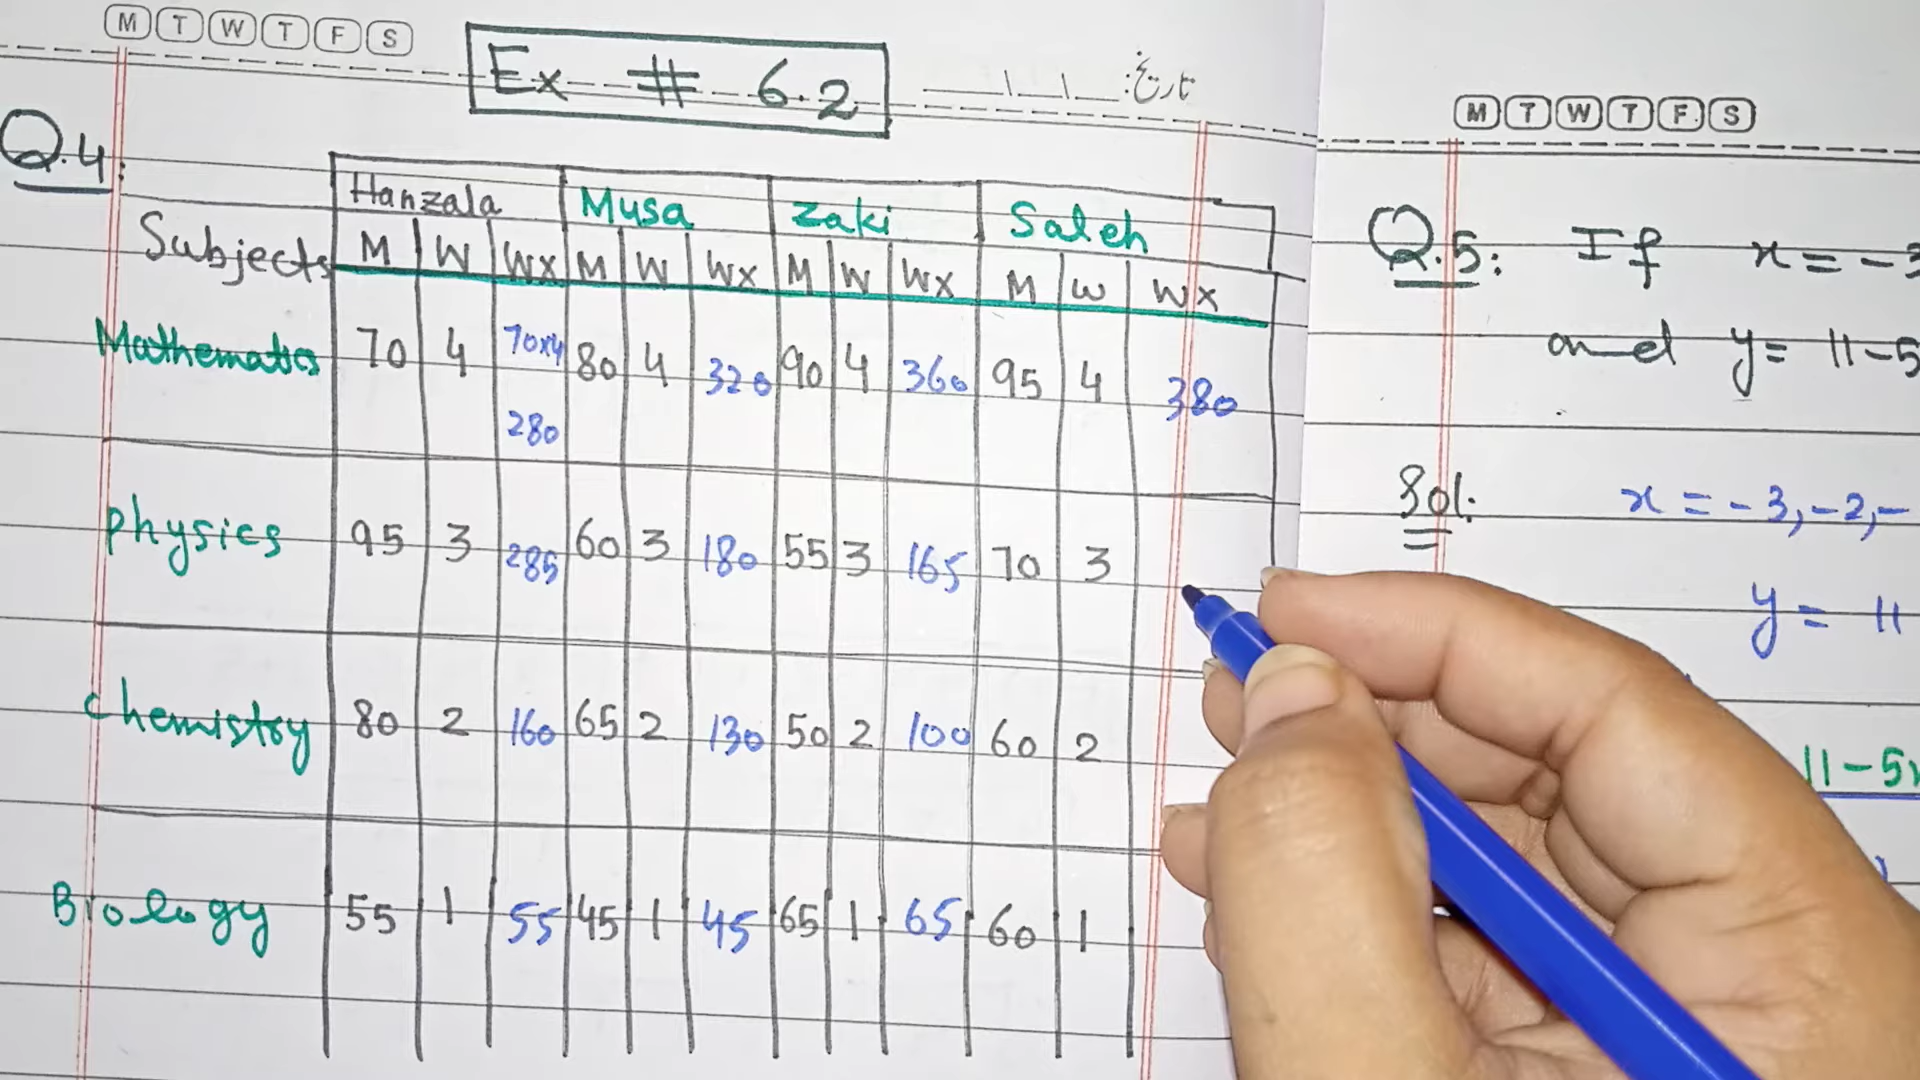 M T W T F S
Ex # 6.2
تاریخ:
Q.4:
Hanzala Musa Zaki Saleh
Subjects M W Wx M W Wx M W Wx M W Wx
Mathematics 70 4 70x4 80 4 320 90 4 360 95 4 380
280
Physics 95 3 285 60 3 180 55 3 165 70 3
Chemistry 80 2 160 65 2 130 50 2 100 60 2
Biology 55 1 55 45 1 45 65 1 65 60 1
M T W T F S
Q.5: If x = -3
and y = 11-5
Sol: x = -3, -2, -
y = 11
11-5x